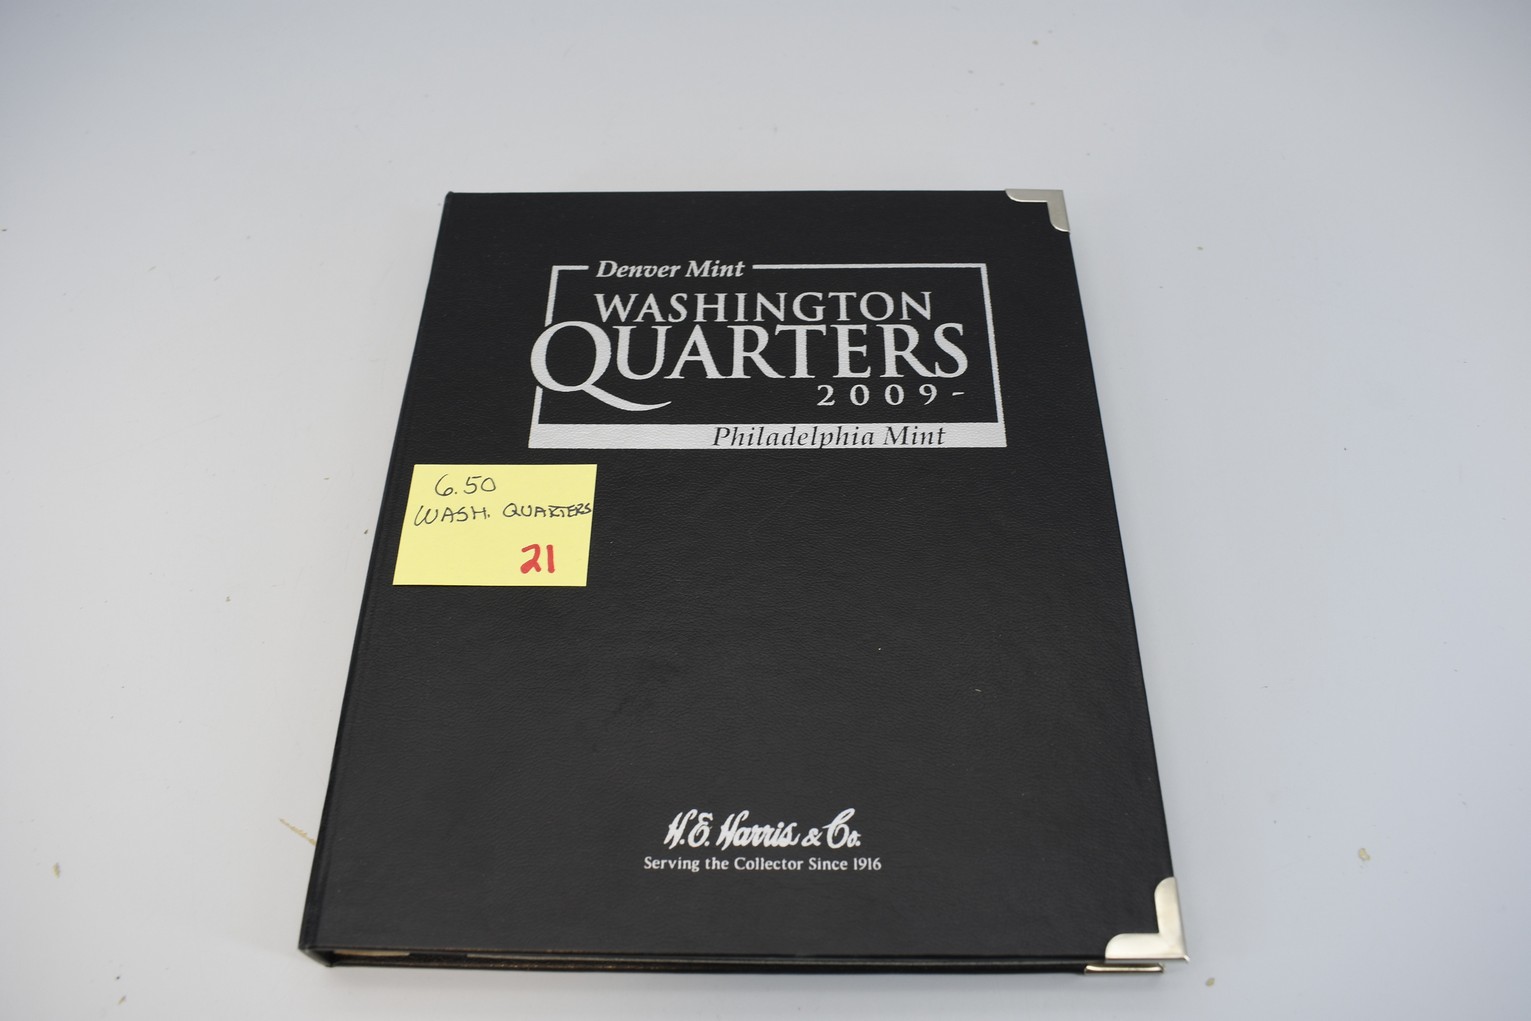 Denver Mint
WASHINGTON
QUARTERS
2009-
Philadelphia Mint
6.50
WASH. QUARTERS
21
H.E. Harris & Co.
Serving the Collector Since 1916